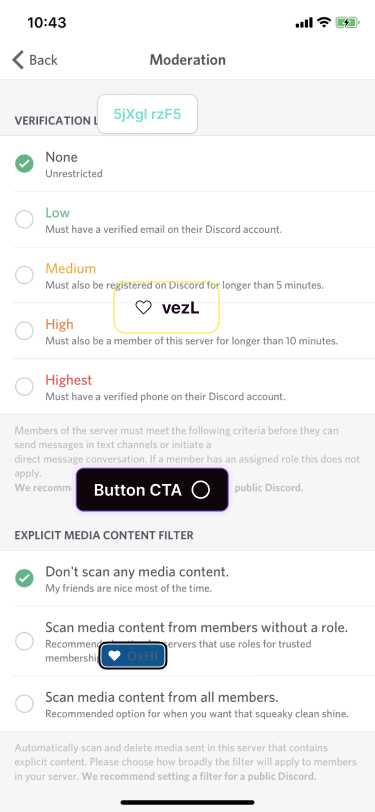 10:43
Back
Moderation
VERIFICATION
5jXgI rzF5
None
Unrestricted
Low
Must have a verified email on their Discord account.
Medium
Must also be registered on Discord for longer than 5 minutes.
vezL
High
Must also be a member of this server for longer than 10 minutes.
Highest
Must have a verified phone on their Discord account.
Members of the server must meet the following criteria before they can
send messages in text channels or initiate a
direct message conversation. If a member has an assigned role this does not
apply.
We public Discord.
Button CTA
EXPLICIT MEDIA CONTENT FILTER
Don't scan any media content.
My friends are nice most of the time.
Scan media content from members without a role.
Recommended option for servers that use roles for trusted
membership
OxHf
Scan media content from all members.
Recommended option for when you want that squeaky clean shine.
Automatically scan and delete media sent in this server that contains
explicit content. Please choose how broadly the filter will apply to members
in your server. We recommend setting a filter for a public Discord.